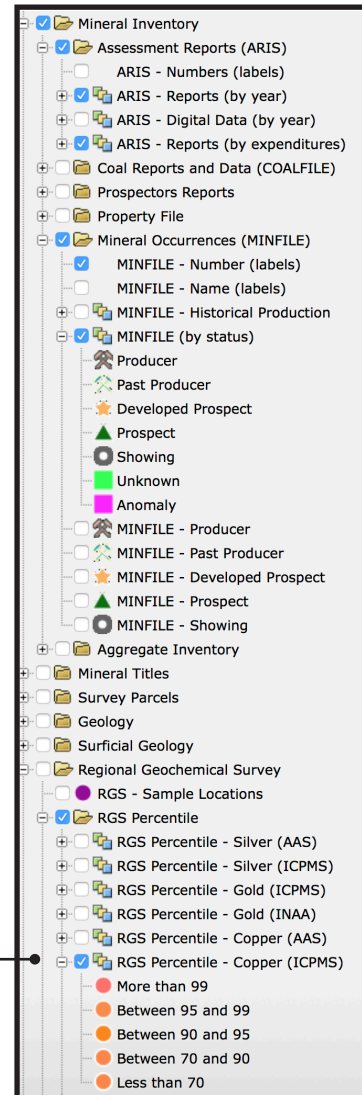 Mineral Inventory
Assessment Reports (ARIS)
ARIS - Numbers (labels)
ARIS - Reports (by year)
ARIS - Digital Data (by year)
ARIS - Reports (by expenditures)
Coal Reports and Data (COALFILE)
Prospectors Reports
Property File
Mineral Occurrences (MINFILE)
MINFILE - Number (labels)
MINFILE - Name (labels)
MINFILE - Historical Production
MINFILE (by status)
Producer
Past Producer
Developed Prospect
Prospect
Showing
Unknown
Anomaly
MINFILE - Producer
MINFILE - Past Producer
MINFILE - Developed Prospect
MINFILE - Prospect
MINFILE - Showing
Aggregate Inventory
Mineral Titles
Survey Parcels
Geology
Surficial Geology
Regional Geochemical Survey
RGS - Sample Locations
RGS Percentile
RGS Percentile - Silver (AAS)
RGS Percentile - Silver (ICPMS)
RGS Percentile - Gold (ICPMS)
RGS Percentile - Gold (INAA)
RGS Percentile - Copper (AAS)
RGS Percentile - Copper (ICPMS)
More than 99
Between 95 and 99
Between 90 and 95
Between 70 and 90
Less than 70